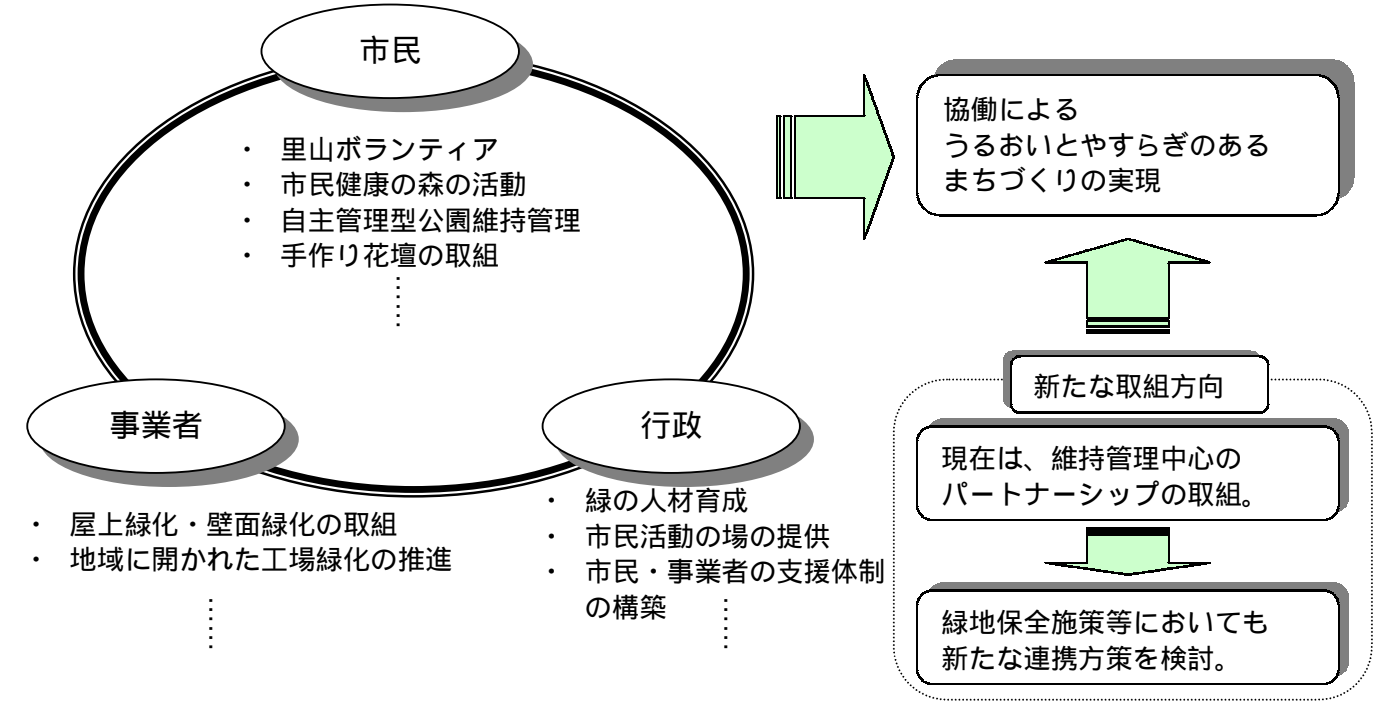 市民
・ 里山ボランティア
・ 市民健康の森の活動
・ 自主管理型公園維持管理
・ 手作り花壇の取組
事業者
・ 屋上緑化・壁面緑化の取組
・ 地域に開かれた工場緑化の推進
行政
・ 緑の人材育成
・ 市民活動の場の提供
・ 市民・事業者の支援体制
の構築
協働による
うるおいとやすらぎのある
まちづくりの実現
新たな取組方向
現在は、維持管理中心の
パートナーシップの取組。
緑地保全施策等においても
新たな連携方策を検討。